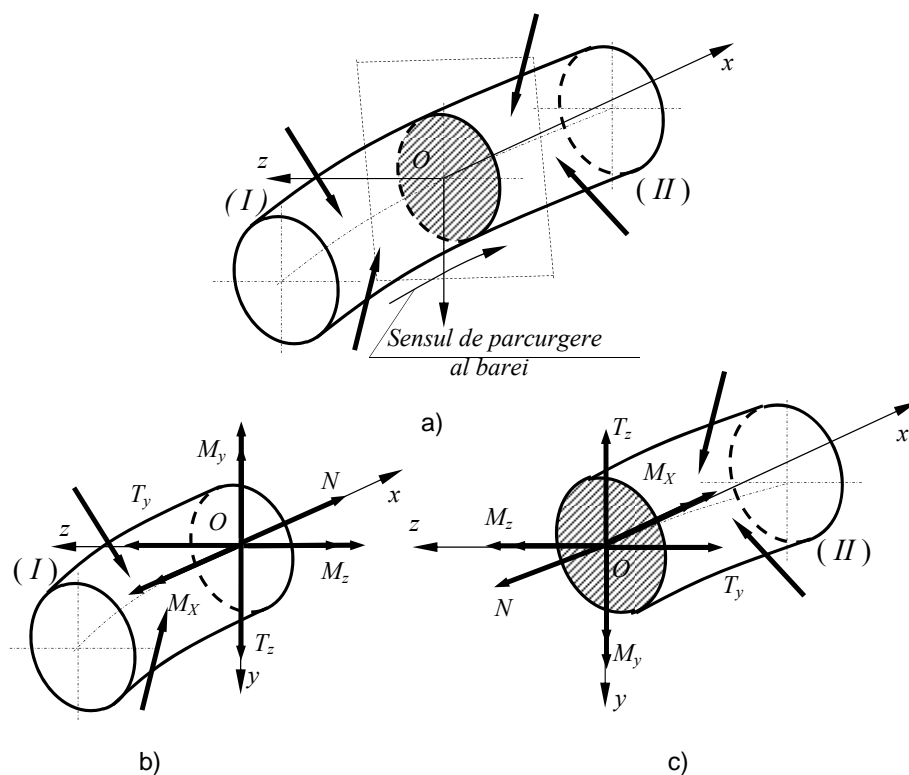 x
z
O
(I)
(II)
Sensul de parcurgere
al barei
a)
M_y
N
T_y
x
O
z
(I)
M_z
M_X
T_z
y
b)
T_z
x
M_X
M_z
z
O
(II)
N
T_y
M_y
y
c)